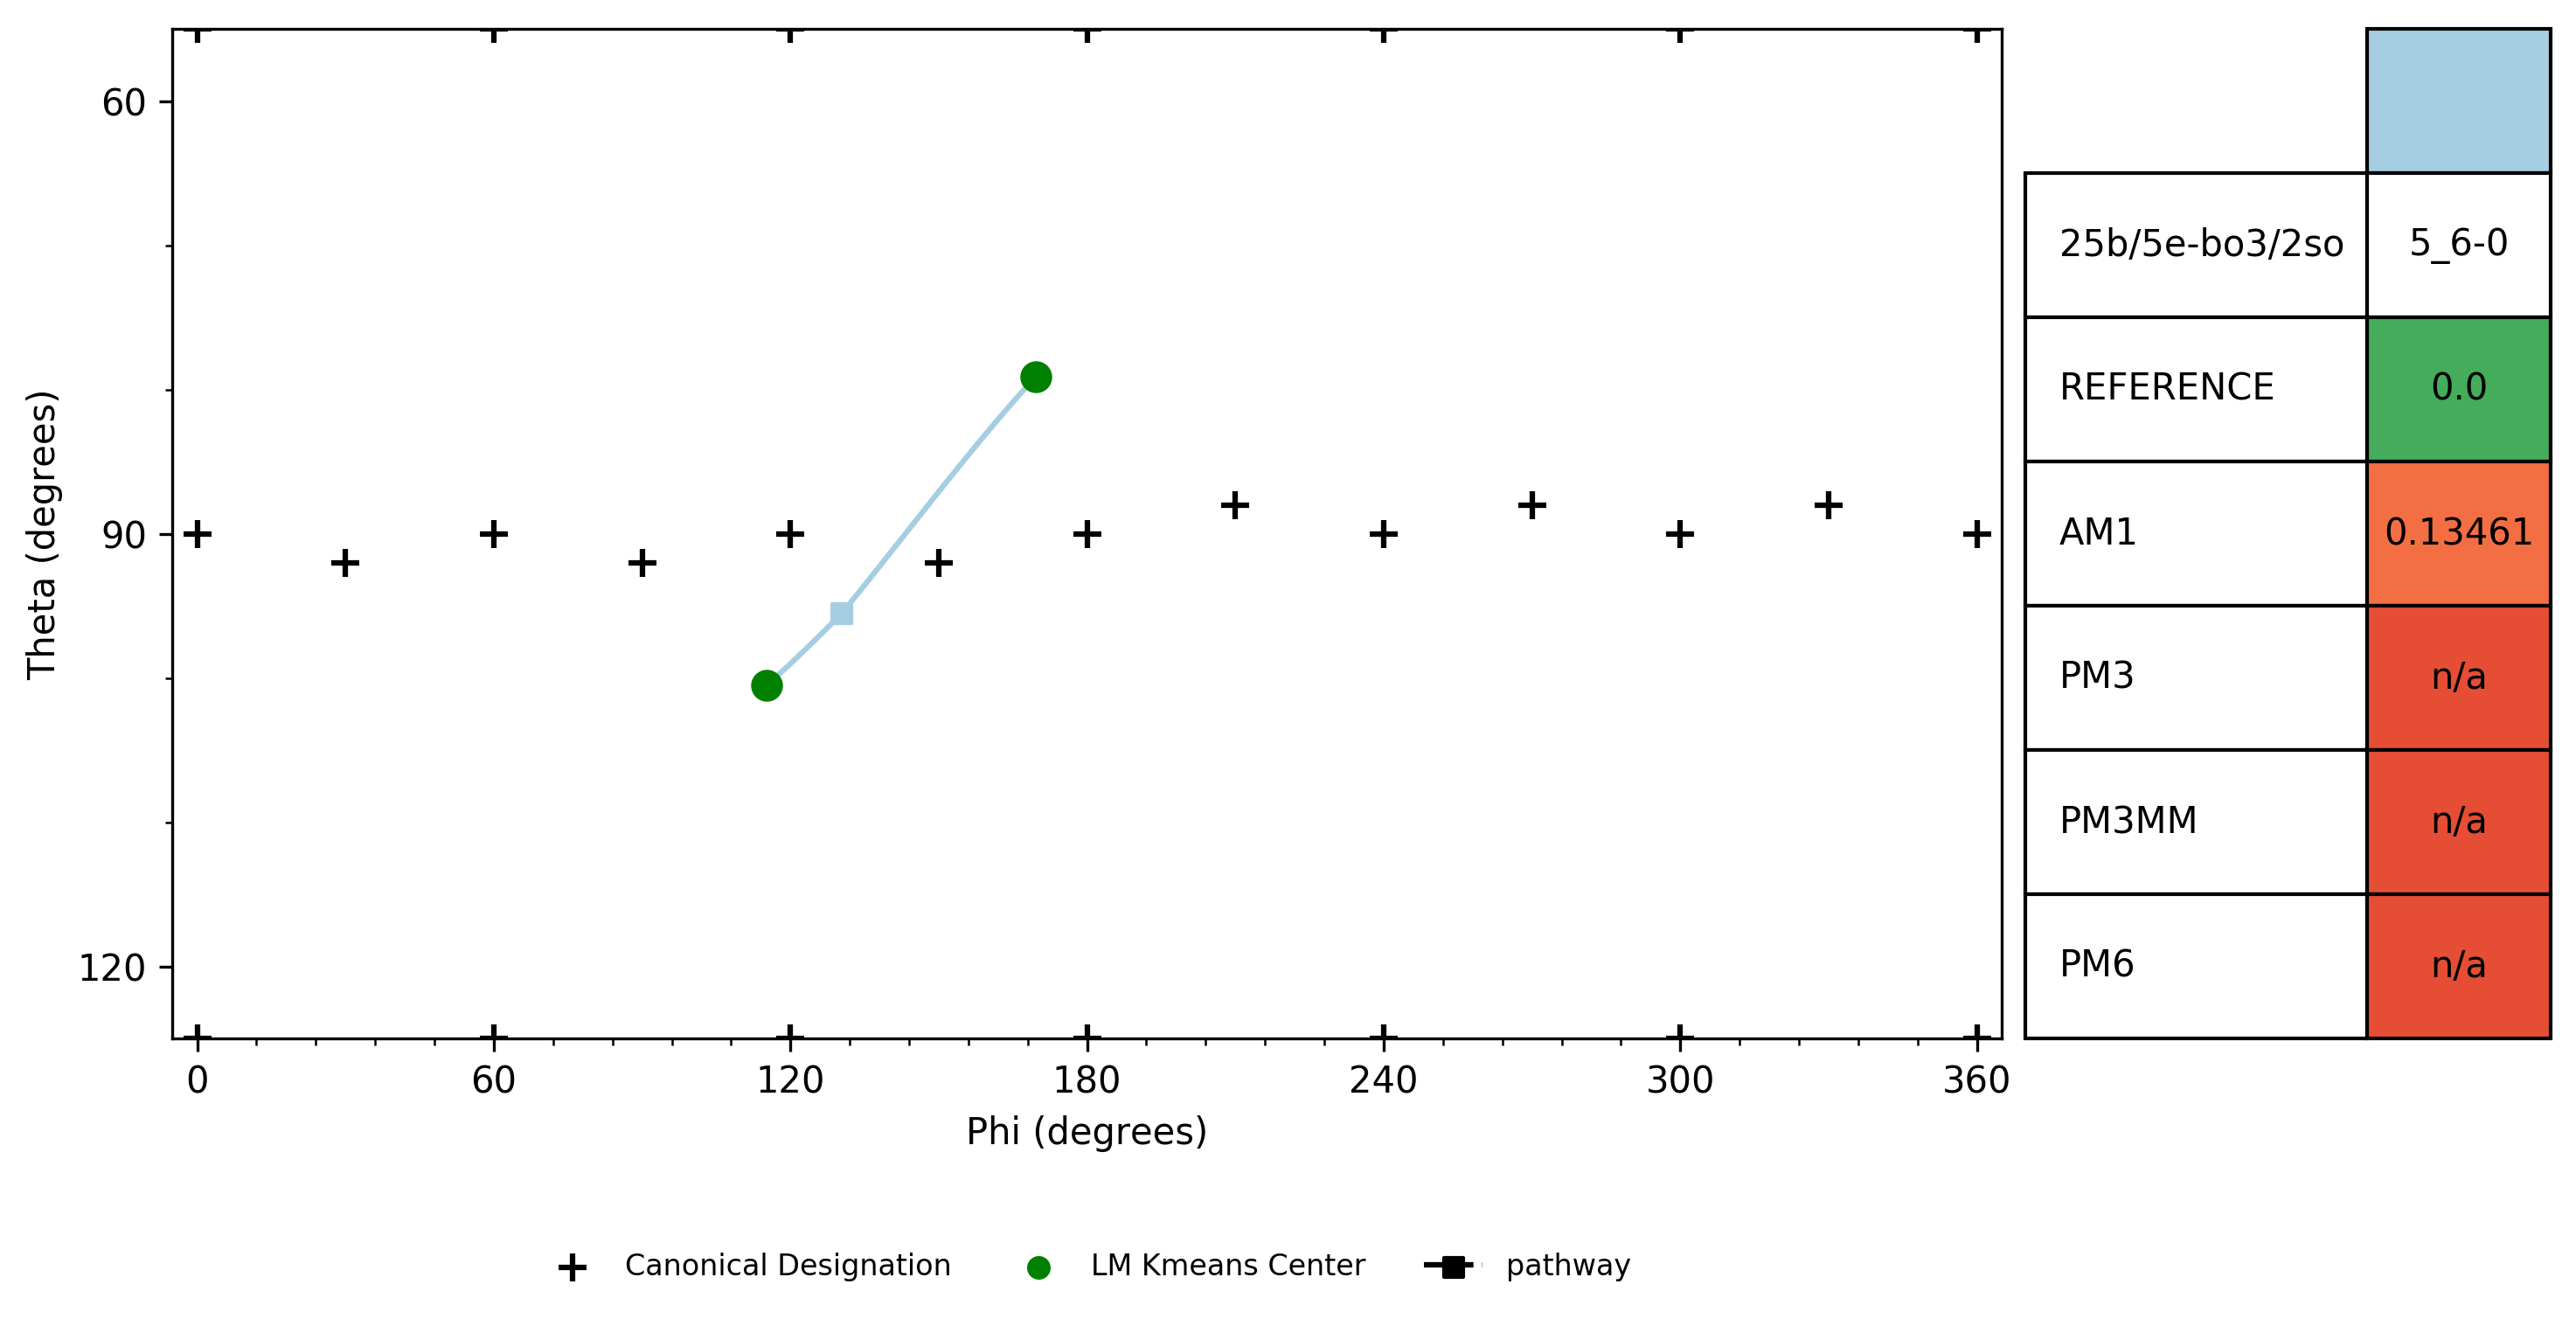 60
90
120
Theta (degrees)
0 60 120 180 240 300 360
Phi (degrees)
Canonical Designation LM Kmeans Center pathway
25b/5e-bo3/2so 5_6-0
REFERENCE 0.0
AM1 0.13461
PM3 n/a
PM3MM n/a
PM6 n/a